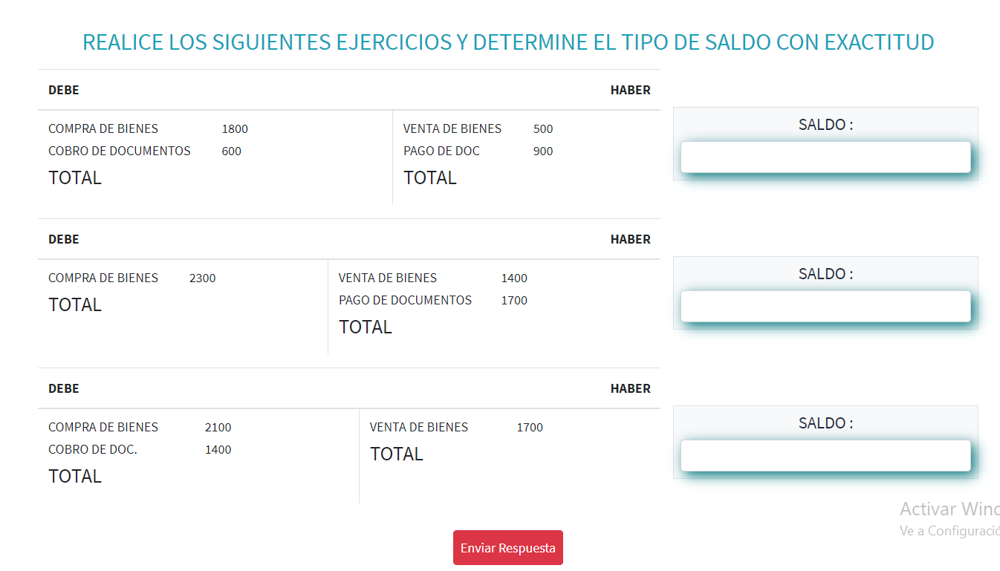 REALICE LOS SIGUIENTES EJERCICIOS Y DETERMINE EL TIPO DE SALDO CON EXACTITUD
DEBE HABER
COMPRA DE BIENES 1800 VENTA DE BIENES 500
COBRO DE DOCUMENTOS 600 PAGO DE DOC 900
TOTAL TOTAL
SALDO :
DEBE HABER
COMPRA DE BIENES 2300 VENTA DE BIENES 1400
TOTAL PAGO DE DOCUMENTOS 1700
TOTAL
SALDO :
DEBE HABER
COMPRA DE BIENES 2100 VENTA DE BIENES 1700
COBRO DE DOC. 1400 TOTAL
TOTAL
SALDO :
Activar Wind
Ve a Configuració
Enviar Respuesta